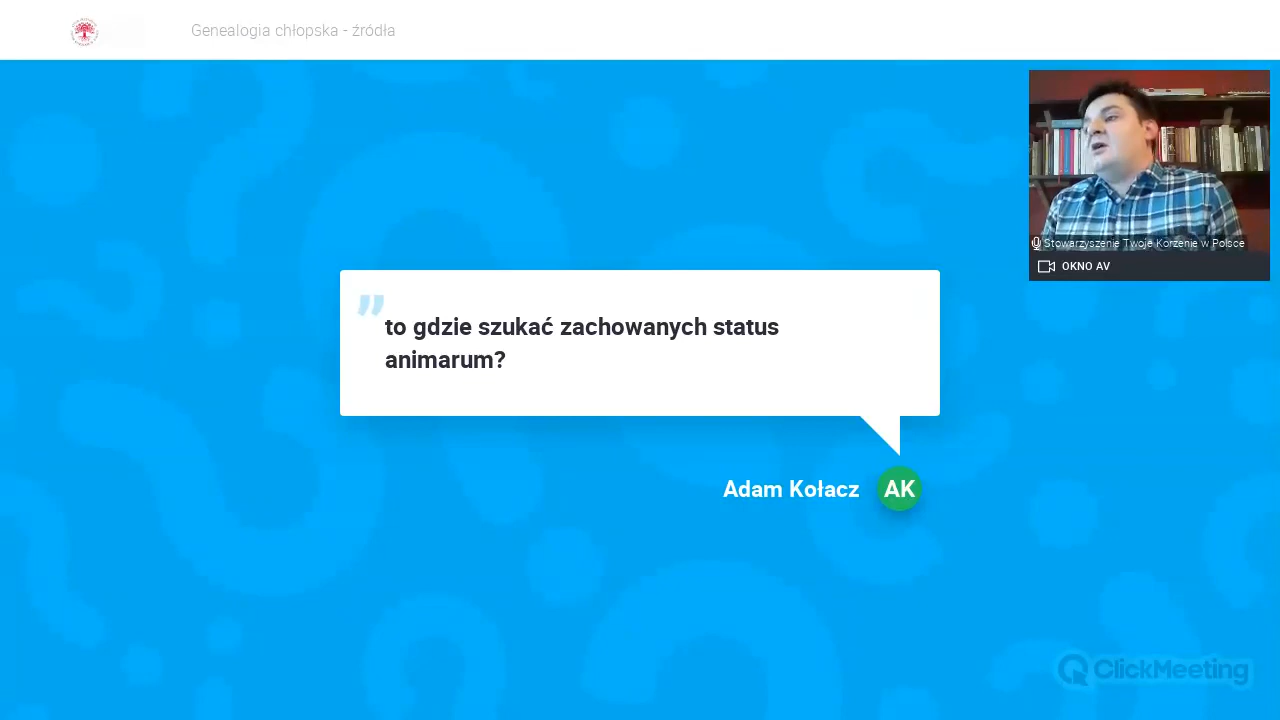 Genealogia chłopska - źródła
to gdzie szukać zachowanych status
animarum?
Adam Kołacz
AK
Stowarzyszenie Twoje Korzenie w Polsce
OKNO AV
ClickMeeting